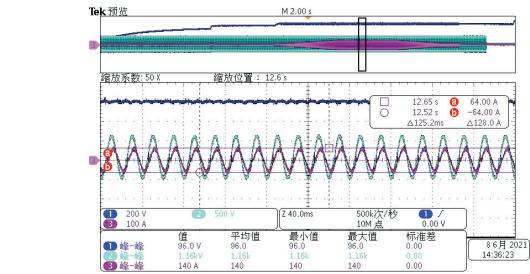 Tek 预览
M 2.00 s
缩放系数: 50 X 缩放位置: 12.6 s
12.65 s a 64.00 A
12.52 s b −64.00 A
△125.2ms △128.0 A
a
b
1 200 V 2 500 V
3 100 A
Z 40.0ms 500k次/秒 1
10M 点 0.00 V
值 平均值 最小值 最大值 标准差
1 峰-峰 96.0 V 96.0 96.0 96.0 0.00
2 峰-峰 1.16kV 1.16k 1.16k 1.16k 0.00
3 峰-峰 140 A 140 140 140 0.00
8 6月 2021
14:36:23